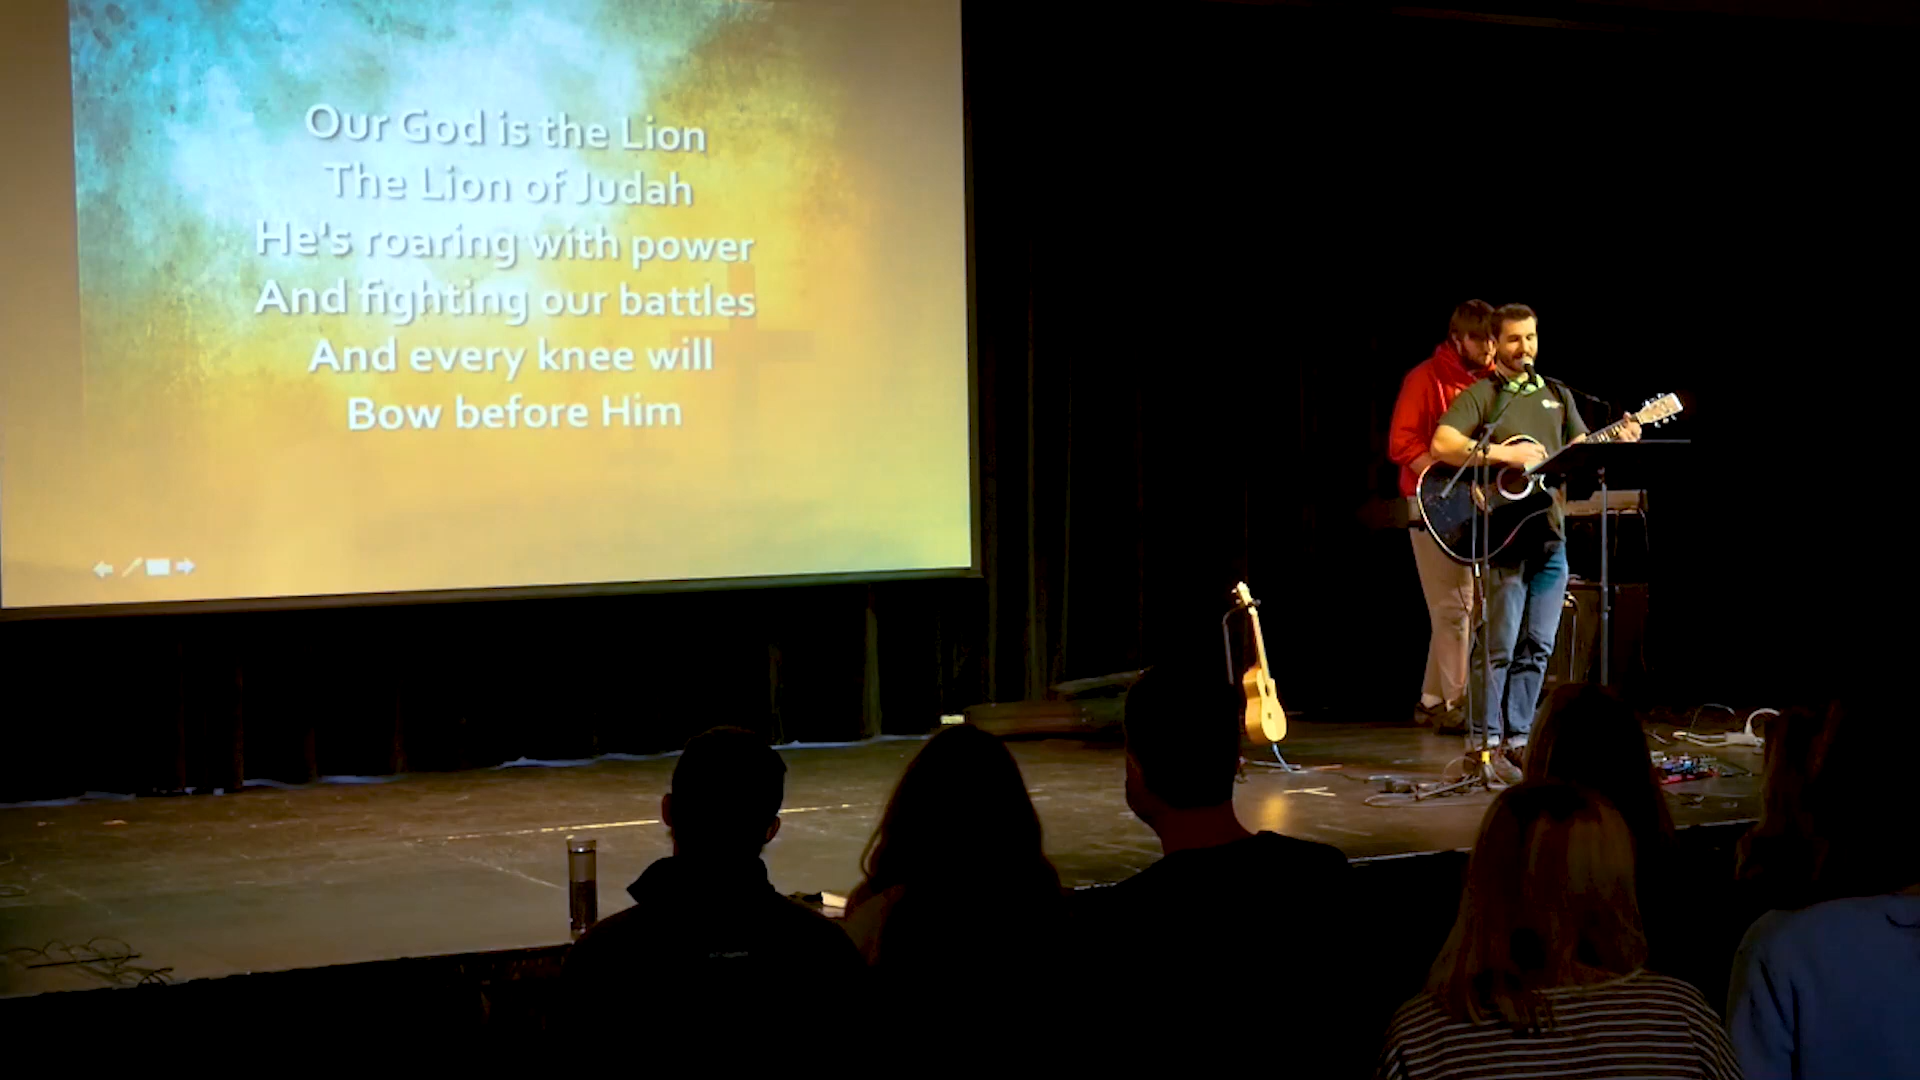 Our God is the Lion
The Lion of Judah
He's roaring with power
And fighting our battles
And every knee will
Bow before Him